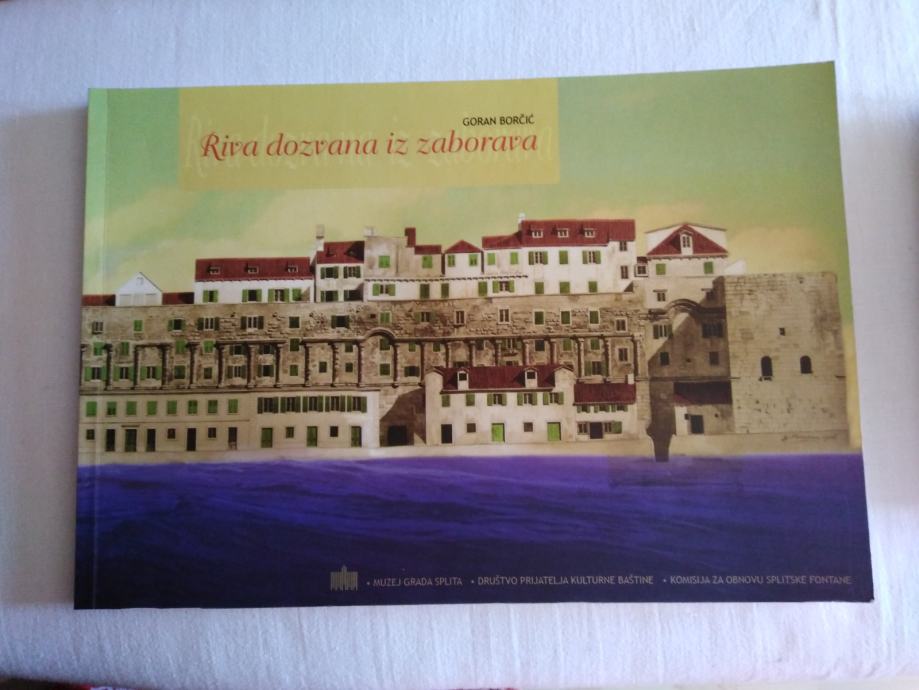 GORAN BORČIĆ
Riva dozvana iz zaborava
• MUZEJ GRADA SPLITA • DRUŠTVO PRIJATELJA KULTURNE BAŠTINE • KOMISIJA ZA OBNOVU SPLITSKE FONTANE